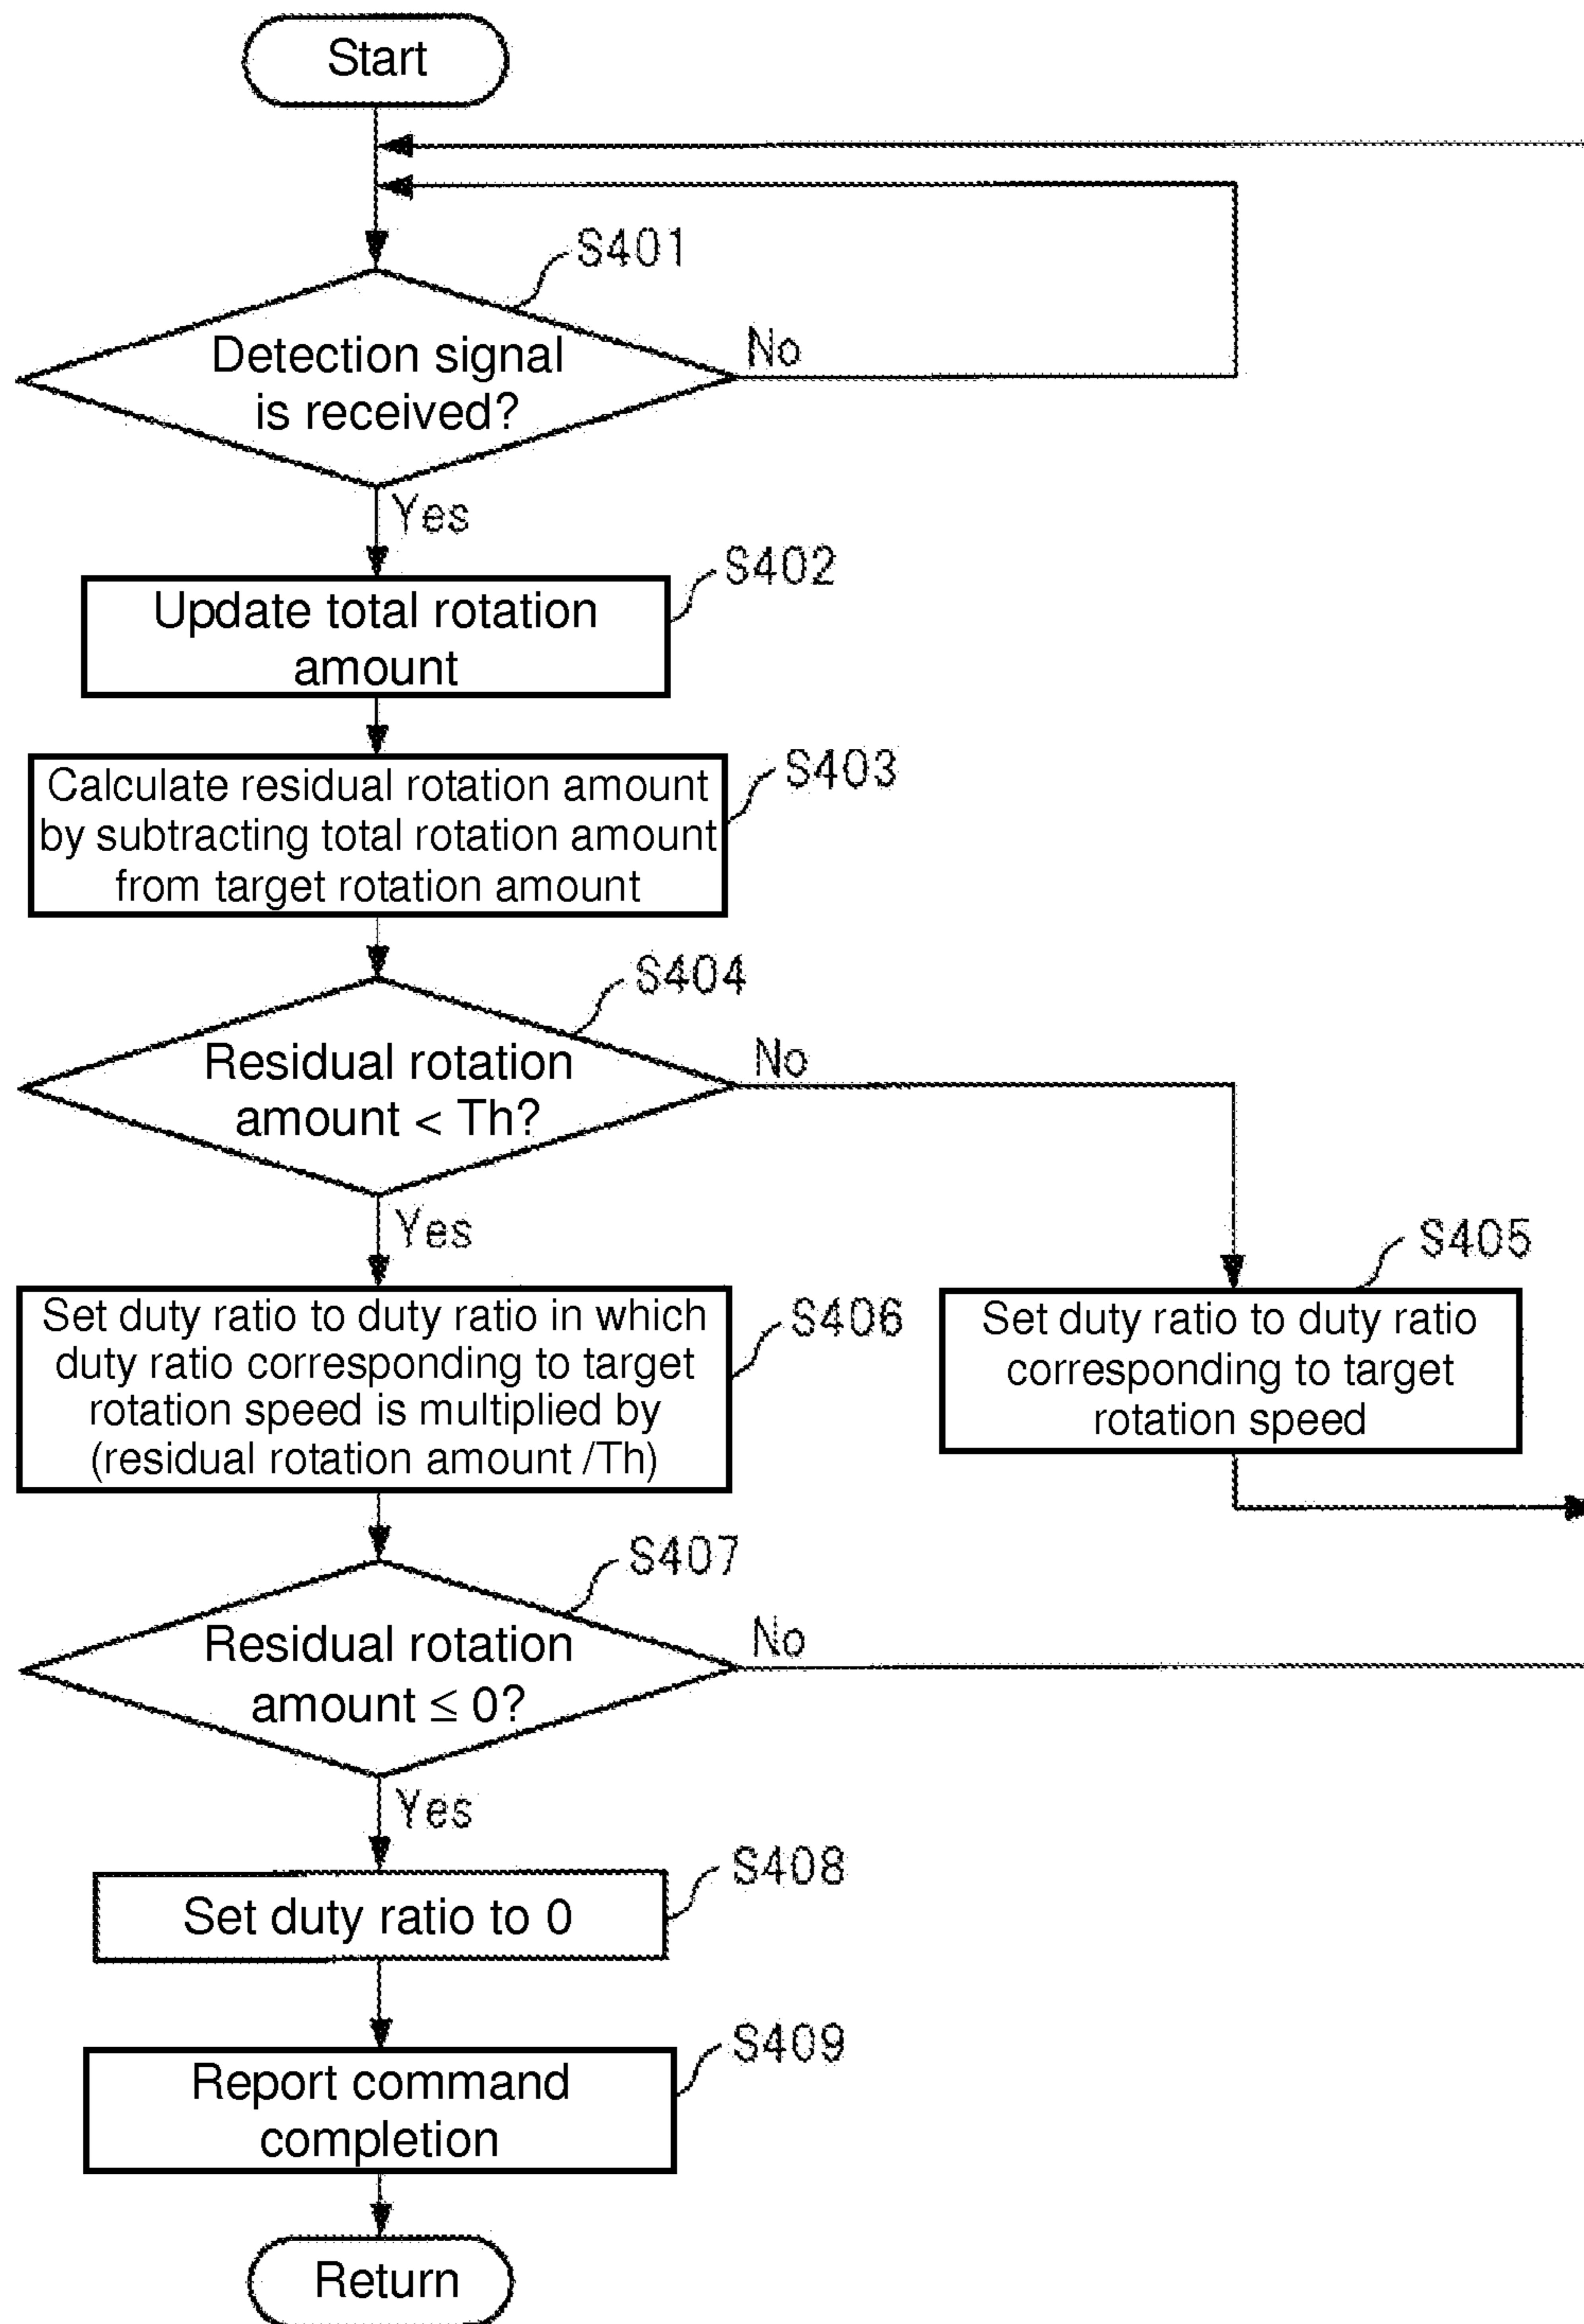 Start
S401
Detection signal
is received?
No
Yes
S402
Update total rotation
amount
S403
Calculate residual rotation amount
by subtracting total rotation amount
from target rotation amount
S404
Residual rotation
amount < Th?
No
Yes
S405
Set duty ratio to duty ratio
corresponding to target
rotation speed
S406
Set duty ratio to duty ratio in which
duty ratio corresponding to target
rotation speed is multiplied by
(residual rotation amount /Th)
S407
Residual rotation
amount ≤ 0?
No
Yes
S408
Set duty ratio to 0
S409
Report command
completion
Return